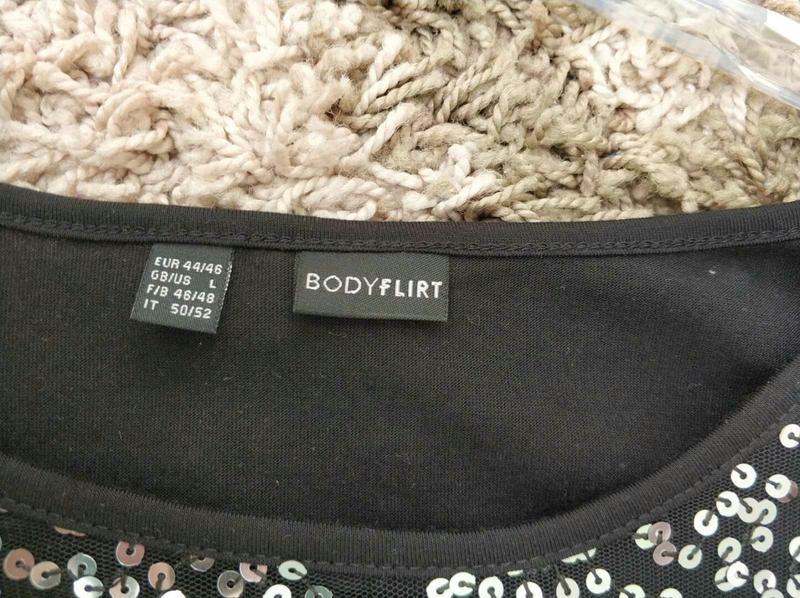 EUR 44/46
GB/US L
F/B 46/48
IT 50/52
BODYFLIRT